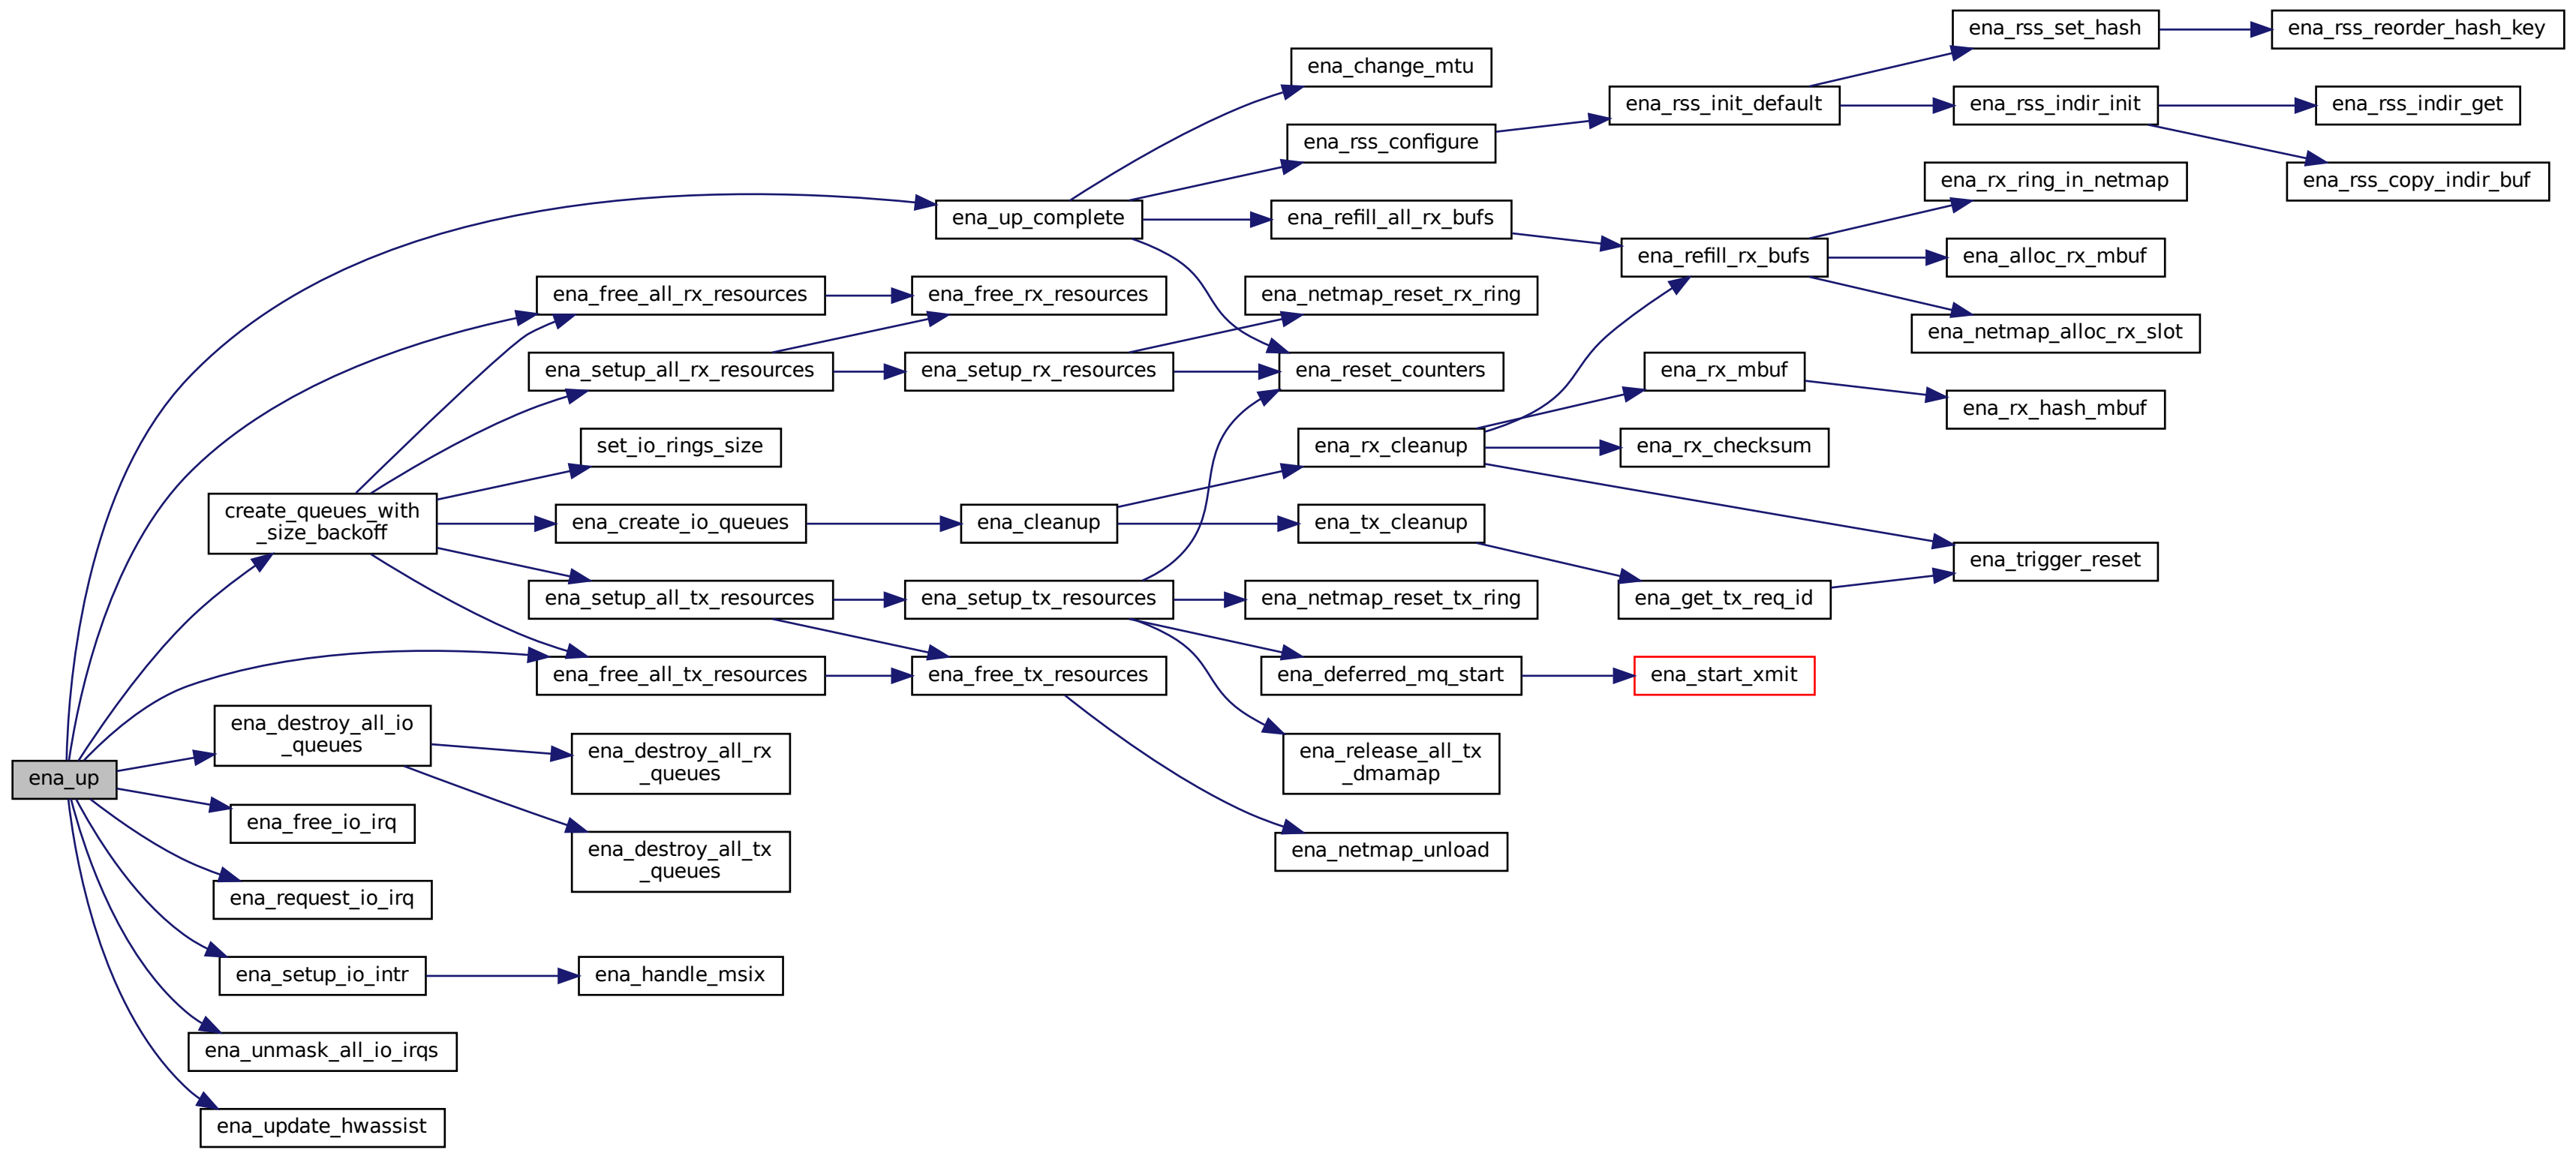 ena_rss_set_hash
ena_rss_reorder_hash_key
ena_change_mtu
ena_rss_init_default
ena_rss_indir_init
ena_rss_indir_get
ena_rss_configure
ena_rx_ring_in_netmap
ena_rss_copy_indir_buf
ena_up_complete
ena_refill_all_rx_bufs
ena_refill_rx_bufs
ena_alloc_rx_mbuf
ena_free_all_rx_resources
ena_free_rx_resources
ena_netmap_reset_rx_ring
ena_netmap_alloc_rx_slot
ena_setup_all_rx_resources
ena_setup_rx_resources
ena_reset_counters
ena_rx_mbuf
ena_rx_hash_mbuf
set_io_rings_size
ena_rx_cleanup
ena_rx_checksum
create_queues_with
_size_backoff
ena_create_io_queues
ena_cleanup
ena_tx_cleanup
ena_trigger_reset
ena_setup_all_tx_resources
ena_setup_tx_resources
ena_netmap_reset_tx_ring
ena_get_tx_req_id
ena_free_all_tx_resources
ena_free_tx_resources
ena_deferred_mq_start
ena_start_xmit
ena_destroy_all_io
_queues
ena_destroy_all_rx
_queues
ena_release_all_tx
_dmamap
ena_up
ena_free_io_irq
ena_destroy_all_tx
_queues
ena_netmap_unload
ena_request_io_irq
ena_setup_io_intr
ena_handle_msix
ena_unmask_all_io_irqs
ena_update_hwassist